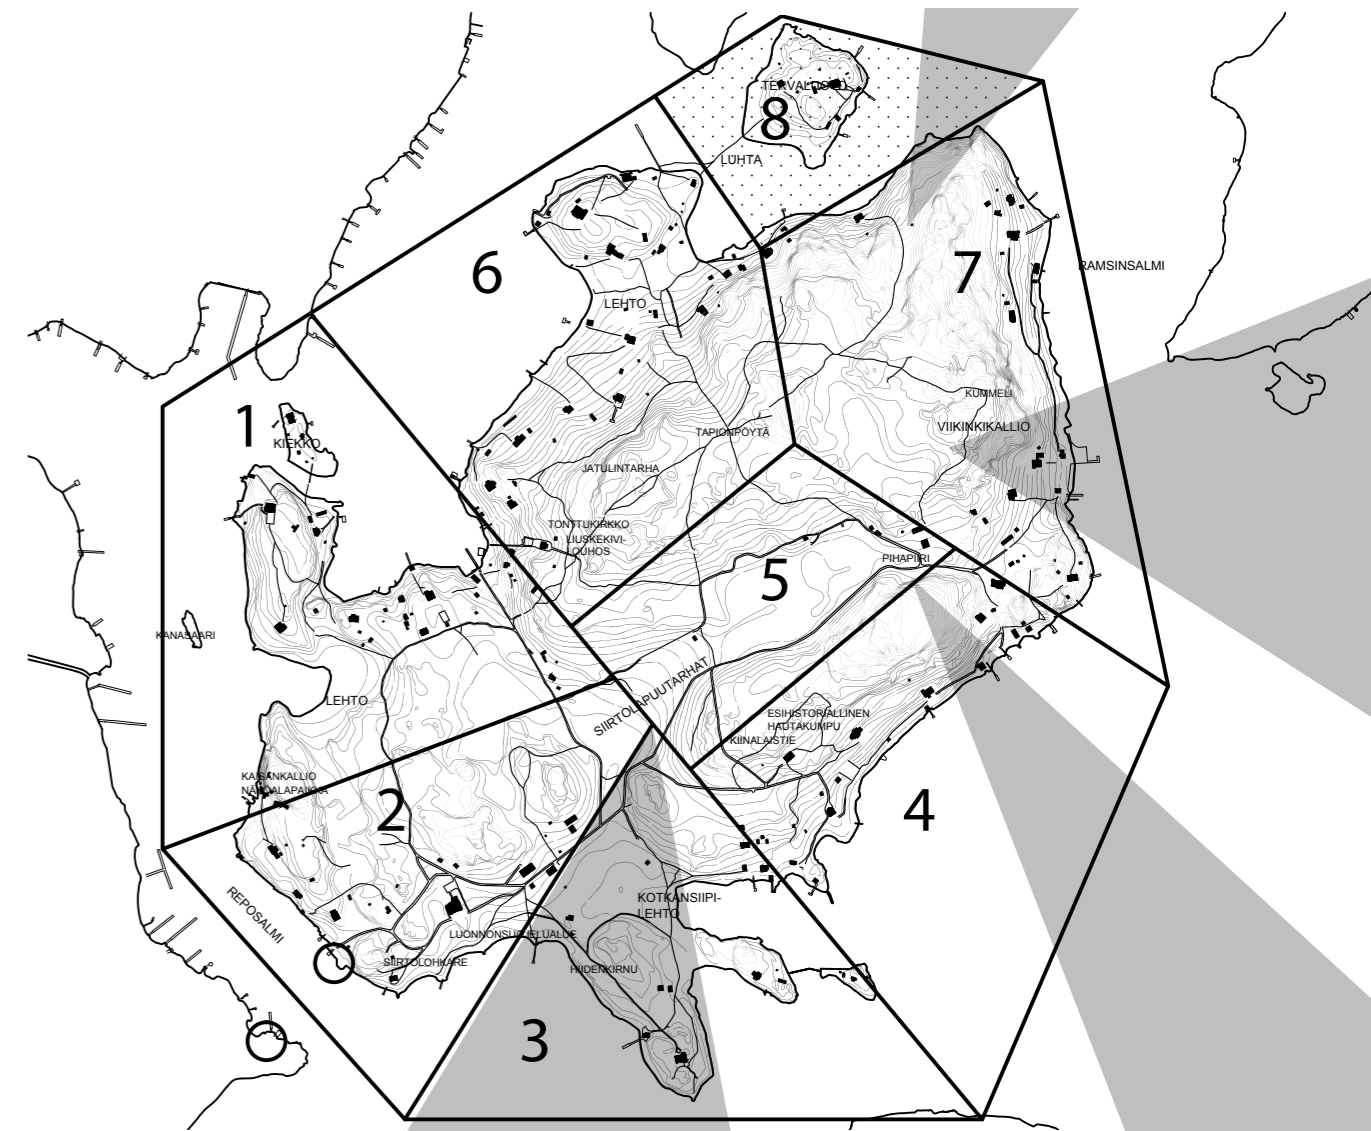 TERVALUOTO
8
LUHTA
6
7
RAMSINSALMI
LEHTO
KUMMELI
VIIKINKIKALLIO
1
KIEKKO
TAPIONPÖYTÄ
JATULINTARHA
TONTTUKIRKKO
LIUSKEKIVI-
LOUHOS
PIHAPIIRI
5
KANASAARI
SIIRTOLAPUUTARHAT
LEHTO
ESIHISTORIALLINEN
HAUTAKUMPU
KIINALAISTIE
KAISANKALLIO
NÄKÖALAPAIKKA
2
4
REPOSALMI
KOTKANSIIPI-
LEHTO
LUONNONSUOJELUALUE
SIIRTOLOHKARE
HIIDENKIRNU
3